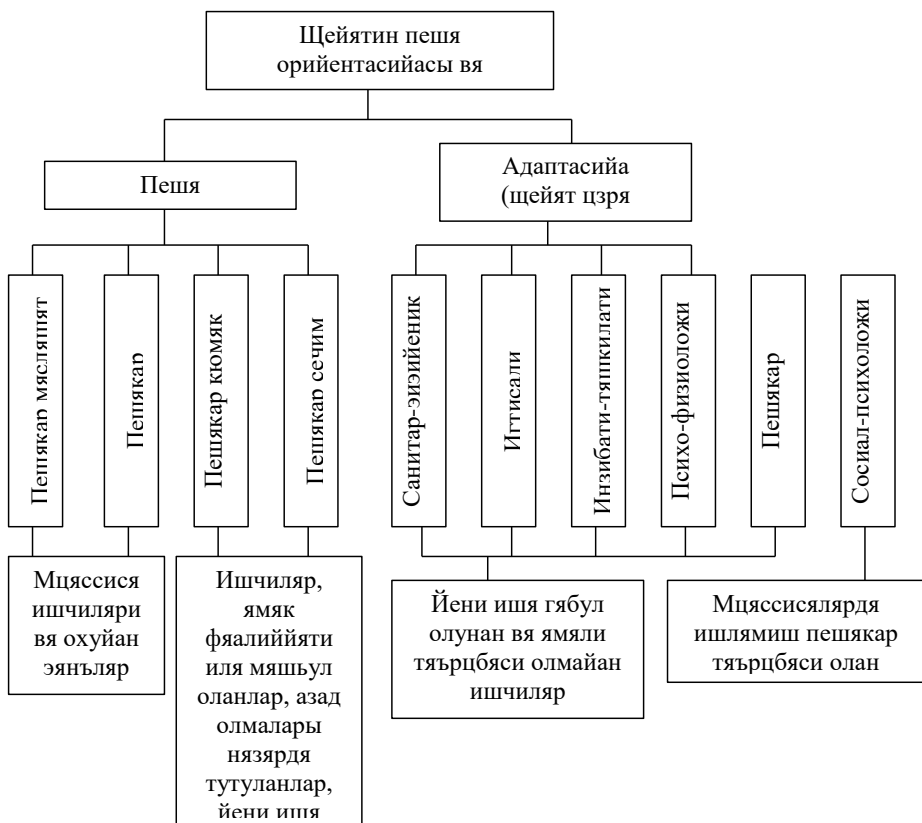 Щейятин пешя
орийентасийасы вя
Пешя
Адаптасийа
(щейят цзря
Пешякар мясляпят
Пешякар
Пешякар кюмяк
Пешякар сечим
Санитар-эиэийеник
Игтисади
Инзибати-тяшкилати
Психо-физиоложи
Пешякар
Сосиал-психоложи
Мцяссися
ишчиляри
вя охуйан
эянъляр
Ишчиляр,
ямяк
фяалиййяти
иля мяшьул
оланлар, азад
олмалары
нязярдя
тутуланлар,
йени ишя
Йени ишя гябул
олунан вя ямяли
тяърцбяси олмайан
ишчиляр
Мцяссисялярдя
ишлямиш пешякар
тяърцбяси олан